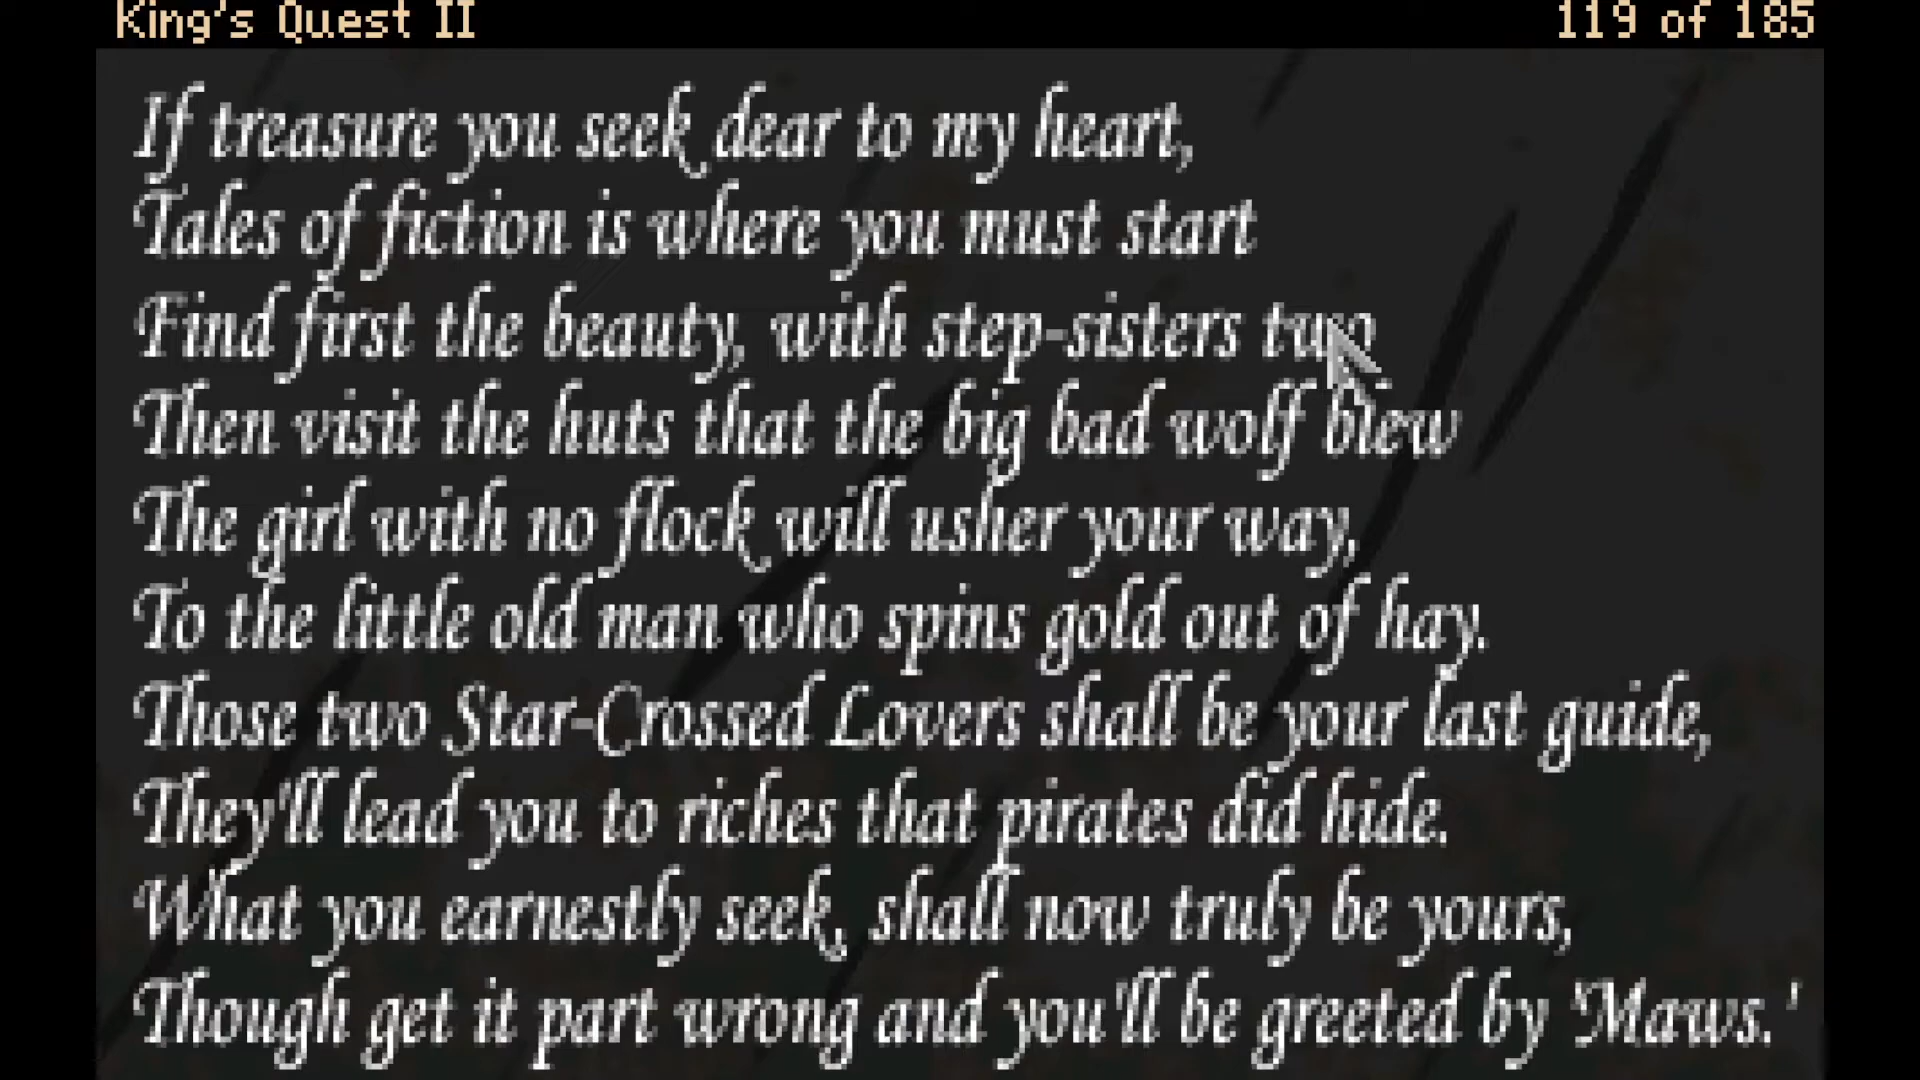 King's Quest II 119 of 185
If treasure you seek dear to my heart,
Tales of fiction is where you must start
Find first the beauty, with step-sisters two
Then visit the huts that the big bad wolf blew
The girl with no flock will usher your way,
To the little old man who spins gold out of hay.
Those two Star-Crossed Lovers shall be your last guide,
They'll lead you to riches that pirates did hide.
What you earnestly seek, shall now truly be yours,
Though get it part wrong and you'll be greeted by 'Maws.'